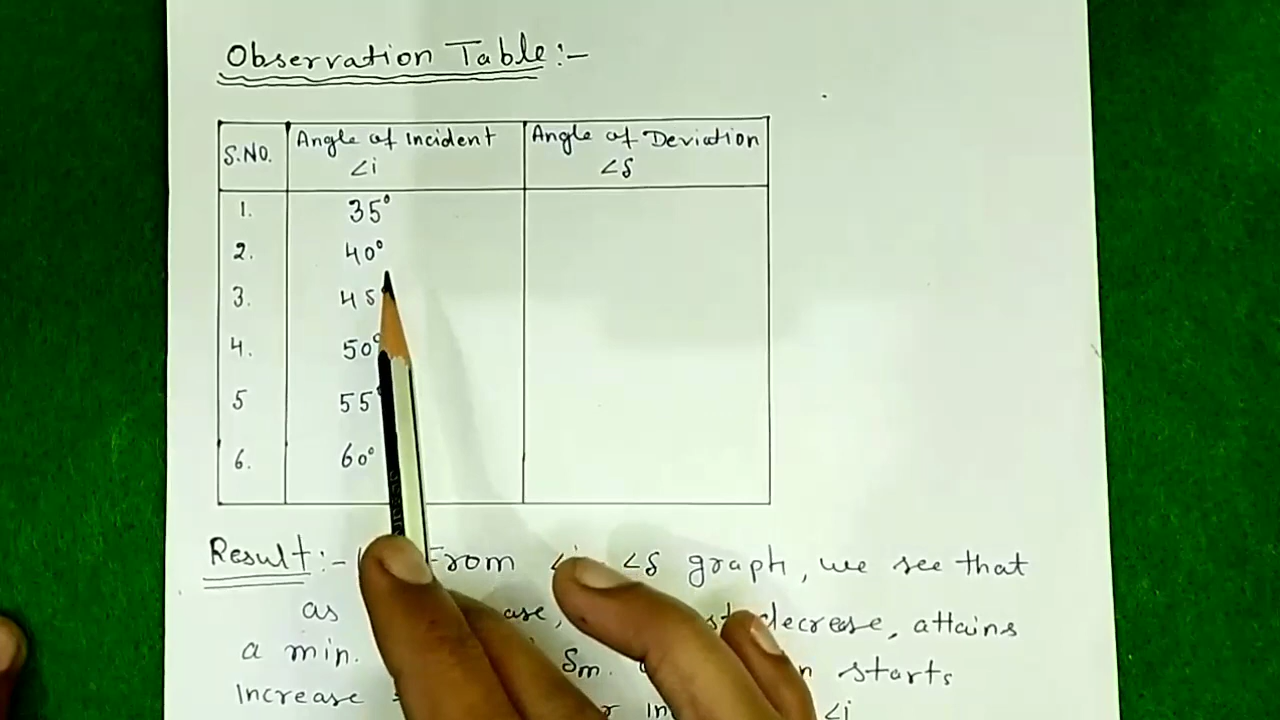 Observation Table:-
S.NO. Angle of Incident ∠i Angle of Deviation ∠δ
1. 35°
2. 40°
3. 45°
4. 50°
5 55°
6. 60°
Result:- From ∠i ∠δ graph, we see that
as decrese, attains
a min. δm. starts
Increase ∠i